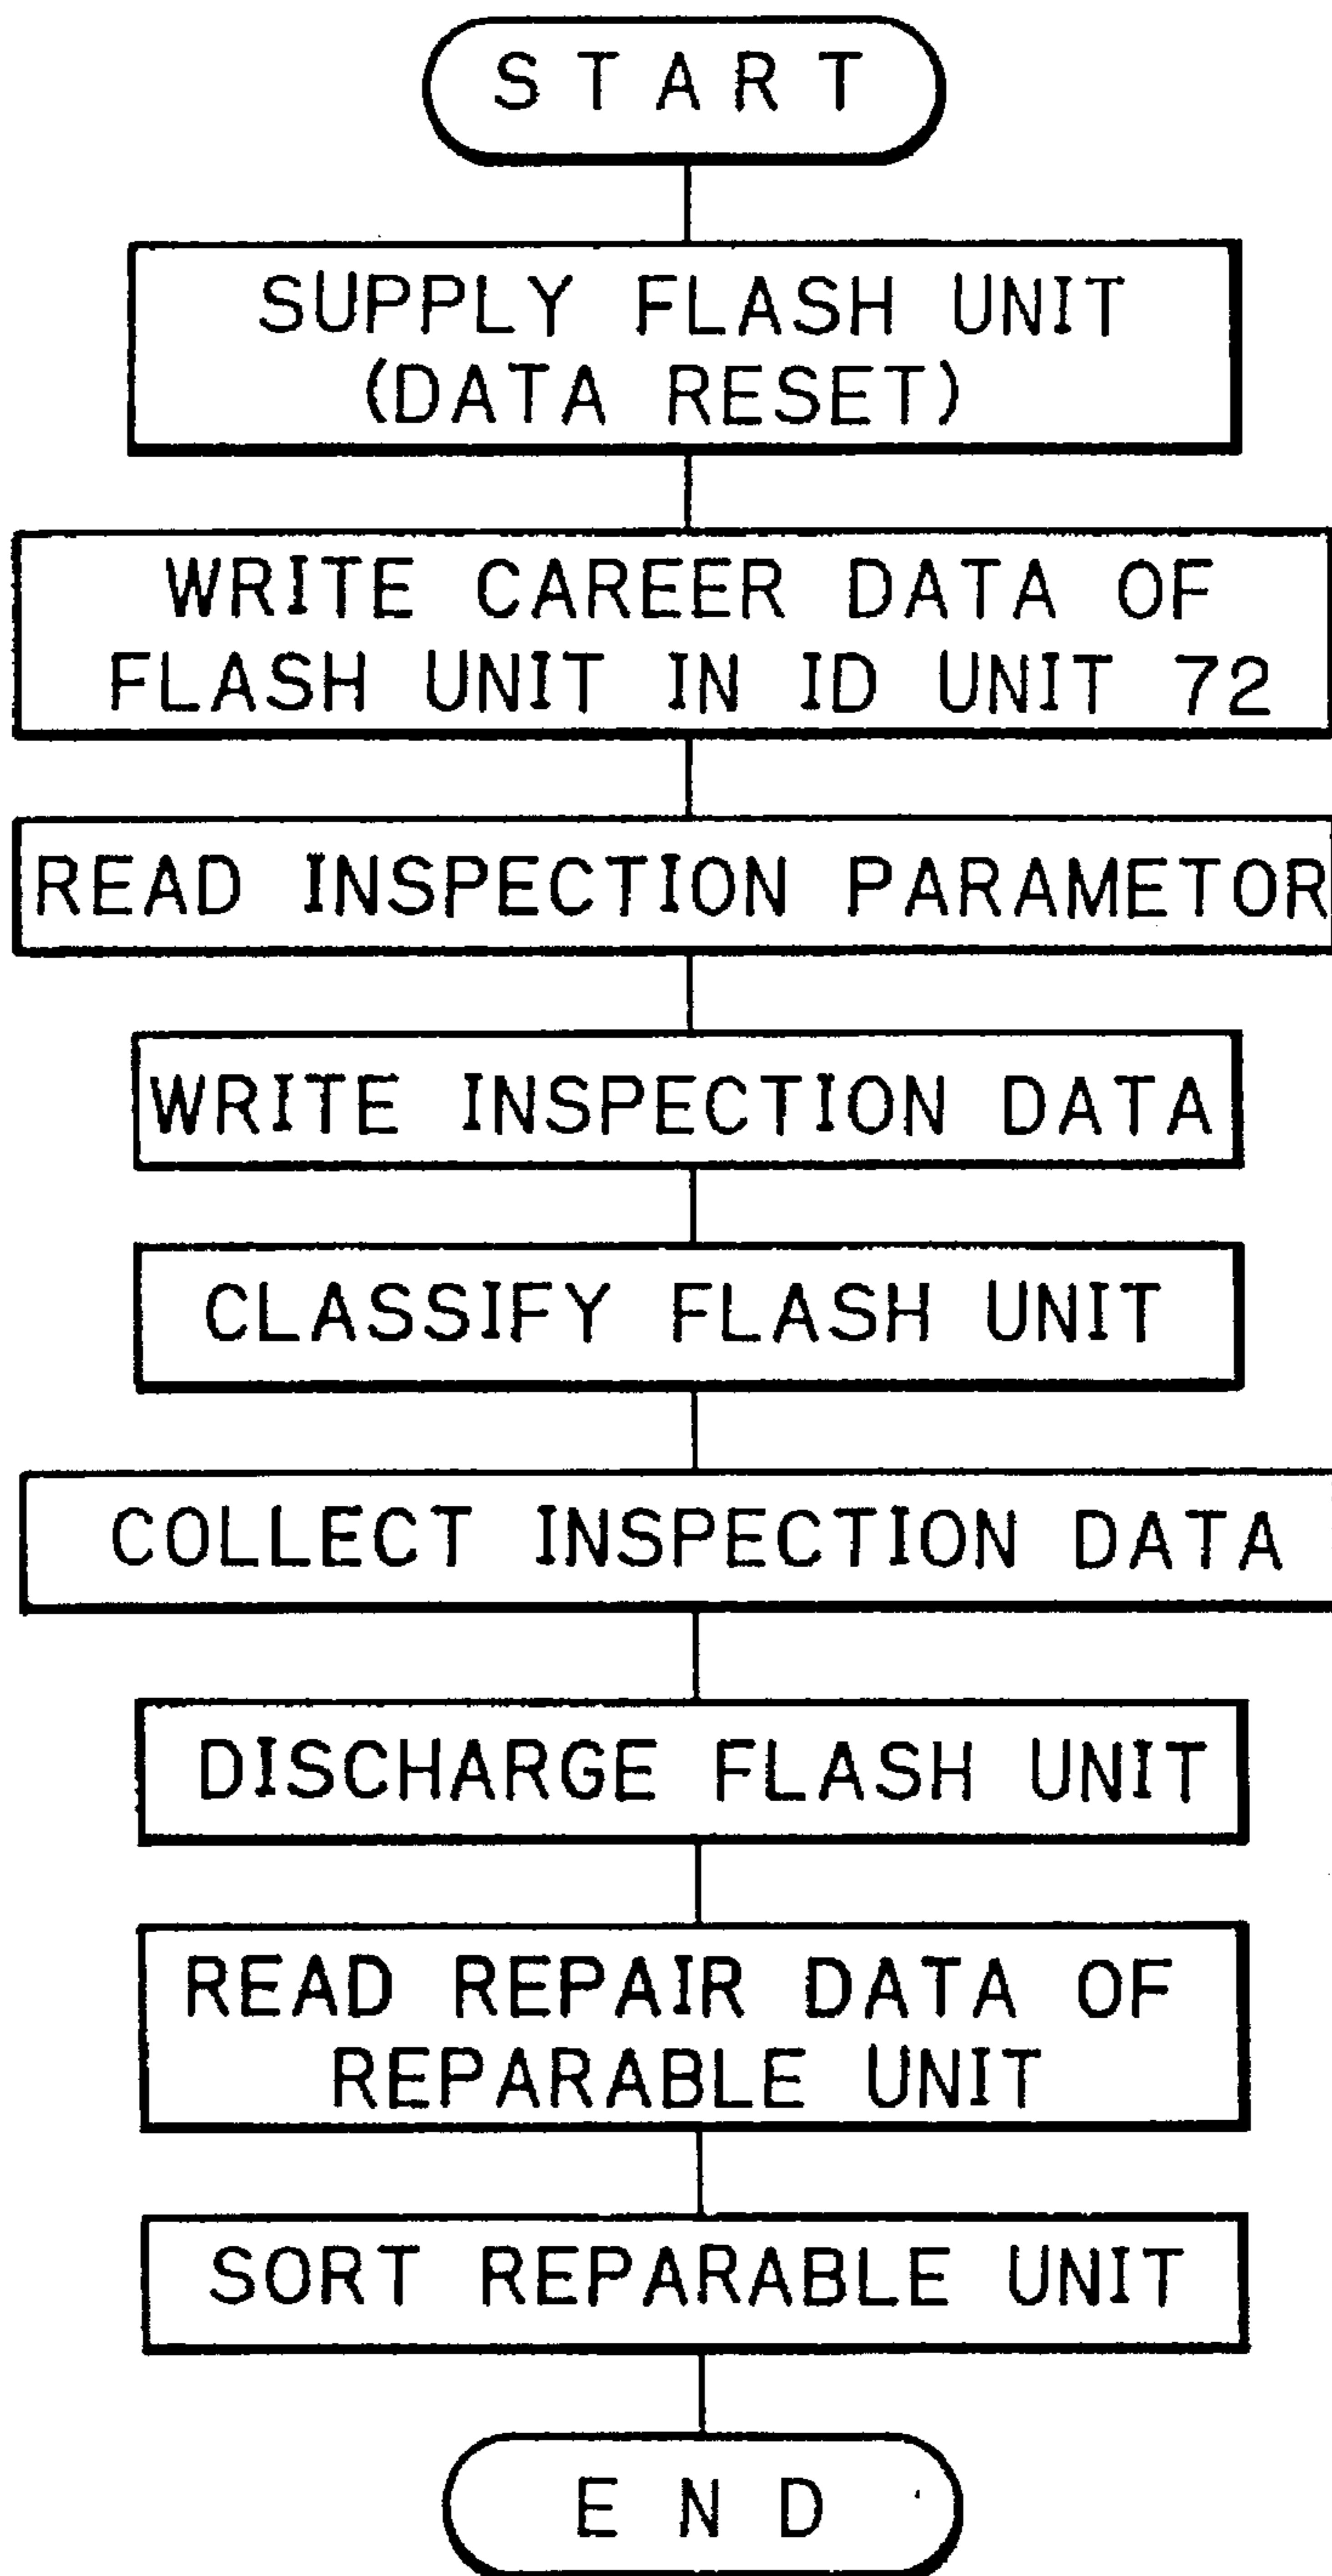 START
SUPPLY FLASH UNIT
(DATA RESET)
WRITE CAREER DATA OF
FLASH UNIT IN ID UNIT 72
READ INSPECTION PARAMETOR
WRITE INSPECTION DATA
CLASSIFY FLASH UNIT
COLLECT INSPECTION DATA
DISCHARGE FLASH UNIT
READ REPAIR DATA OF
REPARABLE UNIT
SORT REPARABLE UNIT
END